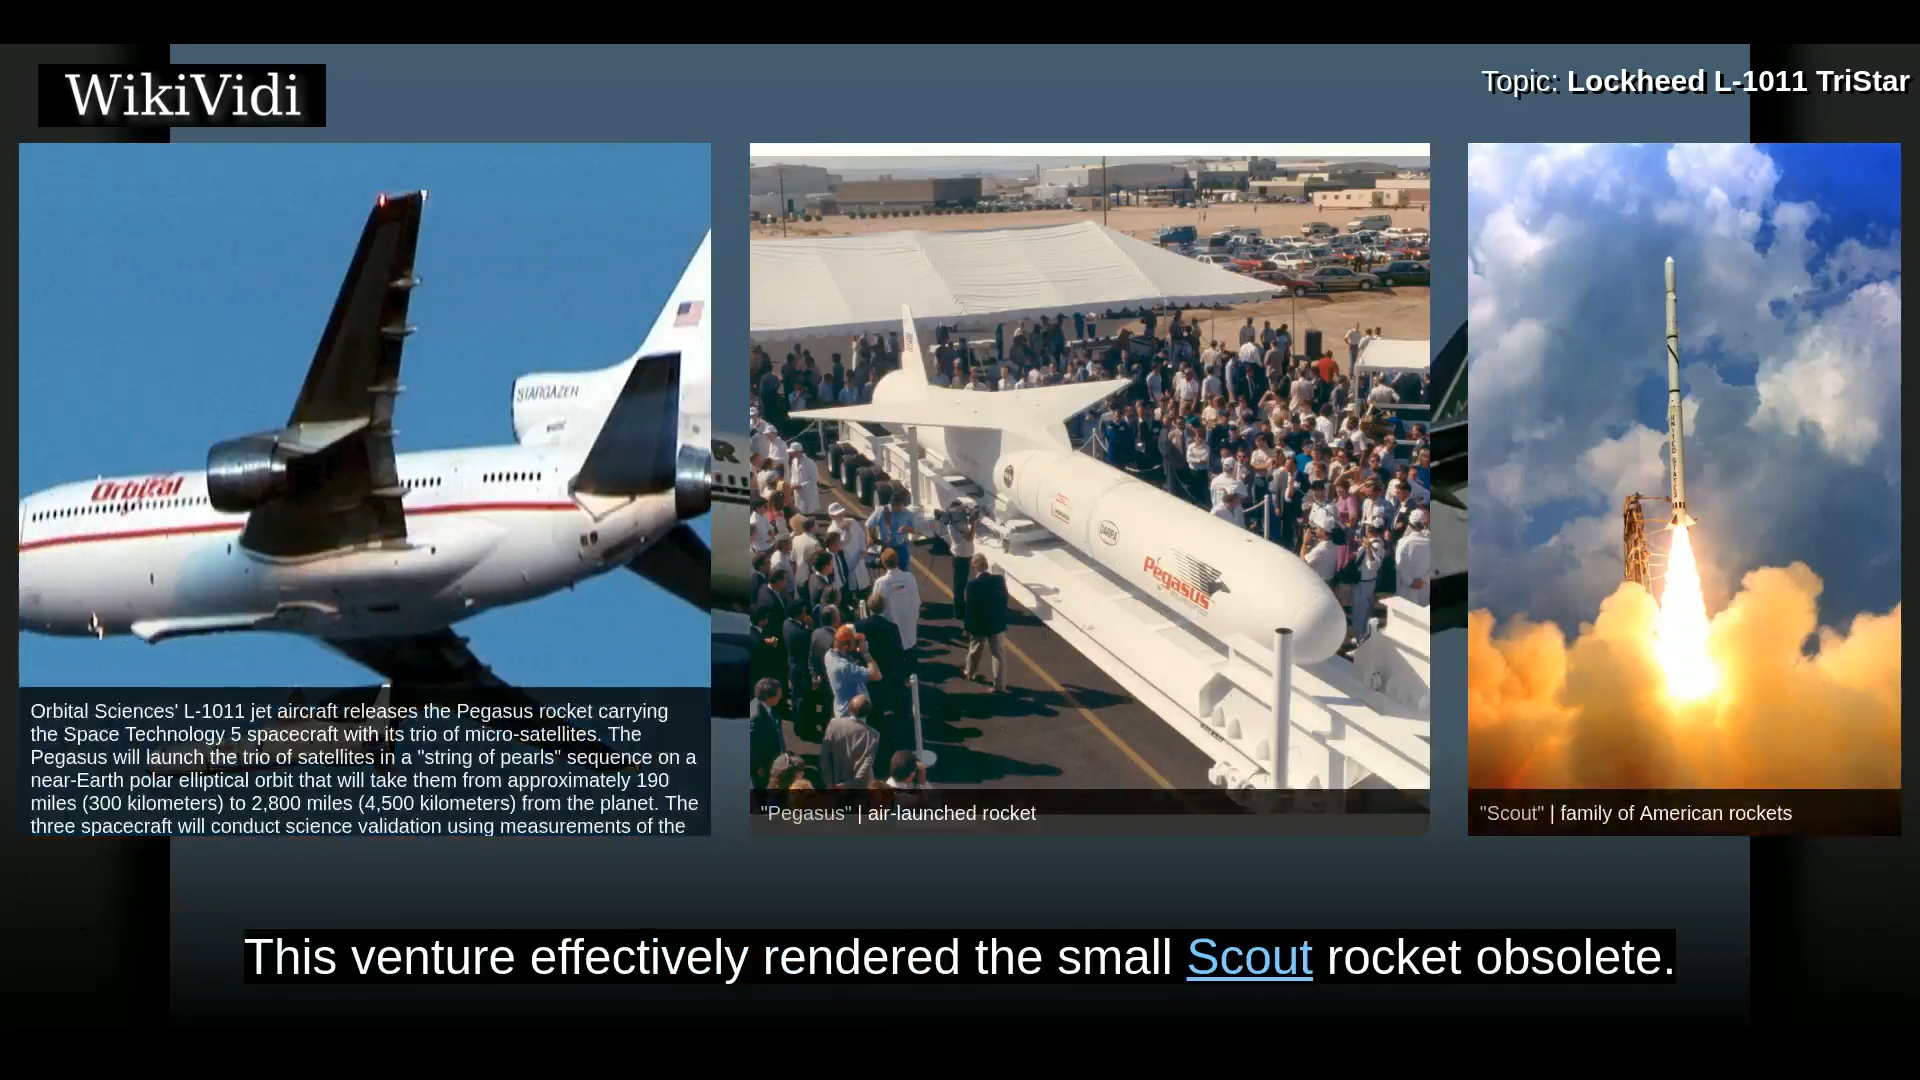 WikiVidi
Topic: Lockheed L-1011 TriStar
STARGAZER
Orbital
DARPA
Pegasus
UNITED STATES
Orbital Sciences' L-1011 jet aircraft releases the Pegasus rocket carrying
the Space Technology 5 spacecraft with its trio of micro-satellites. The
Pegasus will launch the trio of satellites in a "string of pearls" sequence on a
near-Earth polar elliptical orbit that will take them from approximately 190
miles (300 kilometers) to 2,800 miles (4,500 kilometers) from the planet. The
three spacecraft will conduct science validation using measurements of the
"Pegasus" | air-launched rocket
"Scout" | family of American rockets
This venture effectively rendered the small Scout rocket obsolete.